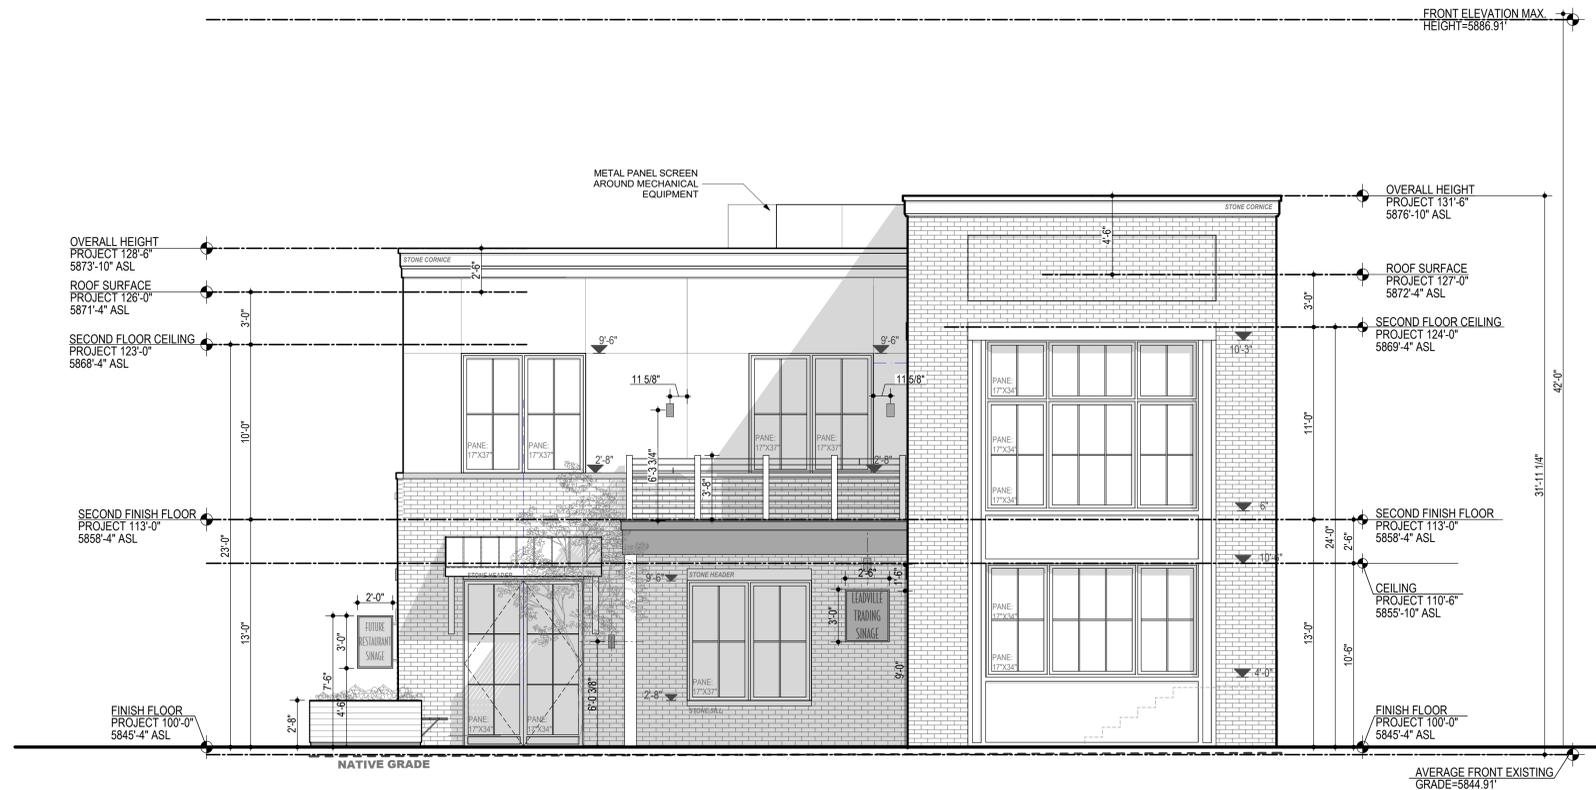 FRONT ELEVATION MAX.
HEIGHT=5886.91'
METAL PANEL SCREEN
AROUND MECHANICAL
EQUIPMENT
OVERALL HEIGHT
PROJECT 131'-6"
5876'-10" ASL
STONE CORNICE
4'-6"
OVERALL HEIGHT
PROJECT 128'-6"
5873'-10" ASL
STONE CORNICE
2'-6"
ROOF SURFACE
PROJECT 127'-0"
5872'-4" ASL
ROOF SURFACE
PROJECT 126'-0"
5871'-4" ASL
3'-0"
3'-0"
SECOND FLOOR CEILING
PROJECT 124'-0"
5869'-4" ASL
SECOND FLOOR CEILING
PROJECT 123'-0"
5868'-4" ASL
9'-6"
9'-6"
10'-3"
11 5/8"
11 5/8"
PANE:
17"X34"
42'-0"
10'-0"
11'-0"
PANE:
17"X37"
PANE:
17"X37"
PANE:
17"X37"
PANE:
17"X37"
PANE:
17"X34"
2'-8"
6'-3 3/4"
3'-8"
2'-8"
PANE:
17"X34"
6"
31'-11 1/4"
SECOND FINISH FLOOR
PROJECT 113'-0"
5858'-4" ASL
SECOND FINISH FLOOR
PROJECT 113'-0"
5858'-4" ASL
23'-0"
24'-0"
2'-6"
10'-6"
STONE HEADER
9'-6"
STONE HEADER
2'-6"
1'-6"
CEILING
PROJECT 110'-6"
5855'-10" ASL
2'-0"
FUTURE
RESTAURANT
SINAGE
3'-0"
LEADVILLE
TRADING
SINAGE
3'-0"
PANE:
17"X34"
13'-0"
13'-0"
10'-6"
PANE:
17"X34"
4'-0"
7'-6"
4'-6"
2'-8"
6'-0 3/8"
9'-0"
PANE:
17"X37"
2'-8"
STONE SILL
PANE:
17"X34"
PANE:
17"X34"
FINISH FLOOR
PROJECT 100'-0"
5845'-4" ASL
FINISH FLOOR
PROJECT 100'-0"
5845'-4" ASL
NATIVE GRADE
AVERAGE FRONT EXISTING
GRADE=5844.91'